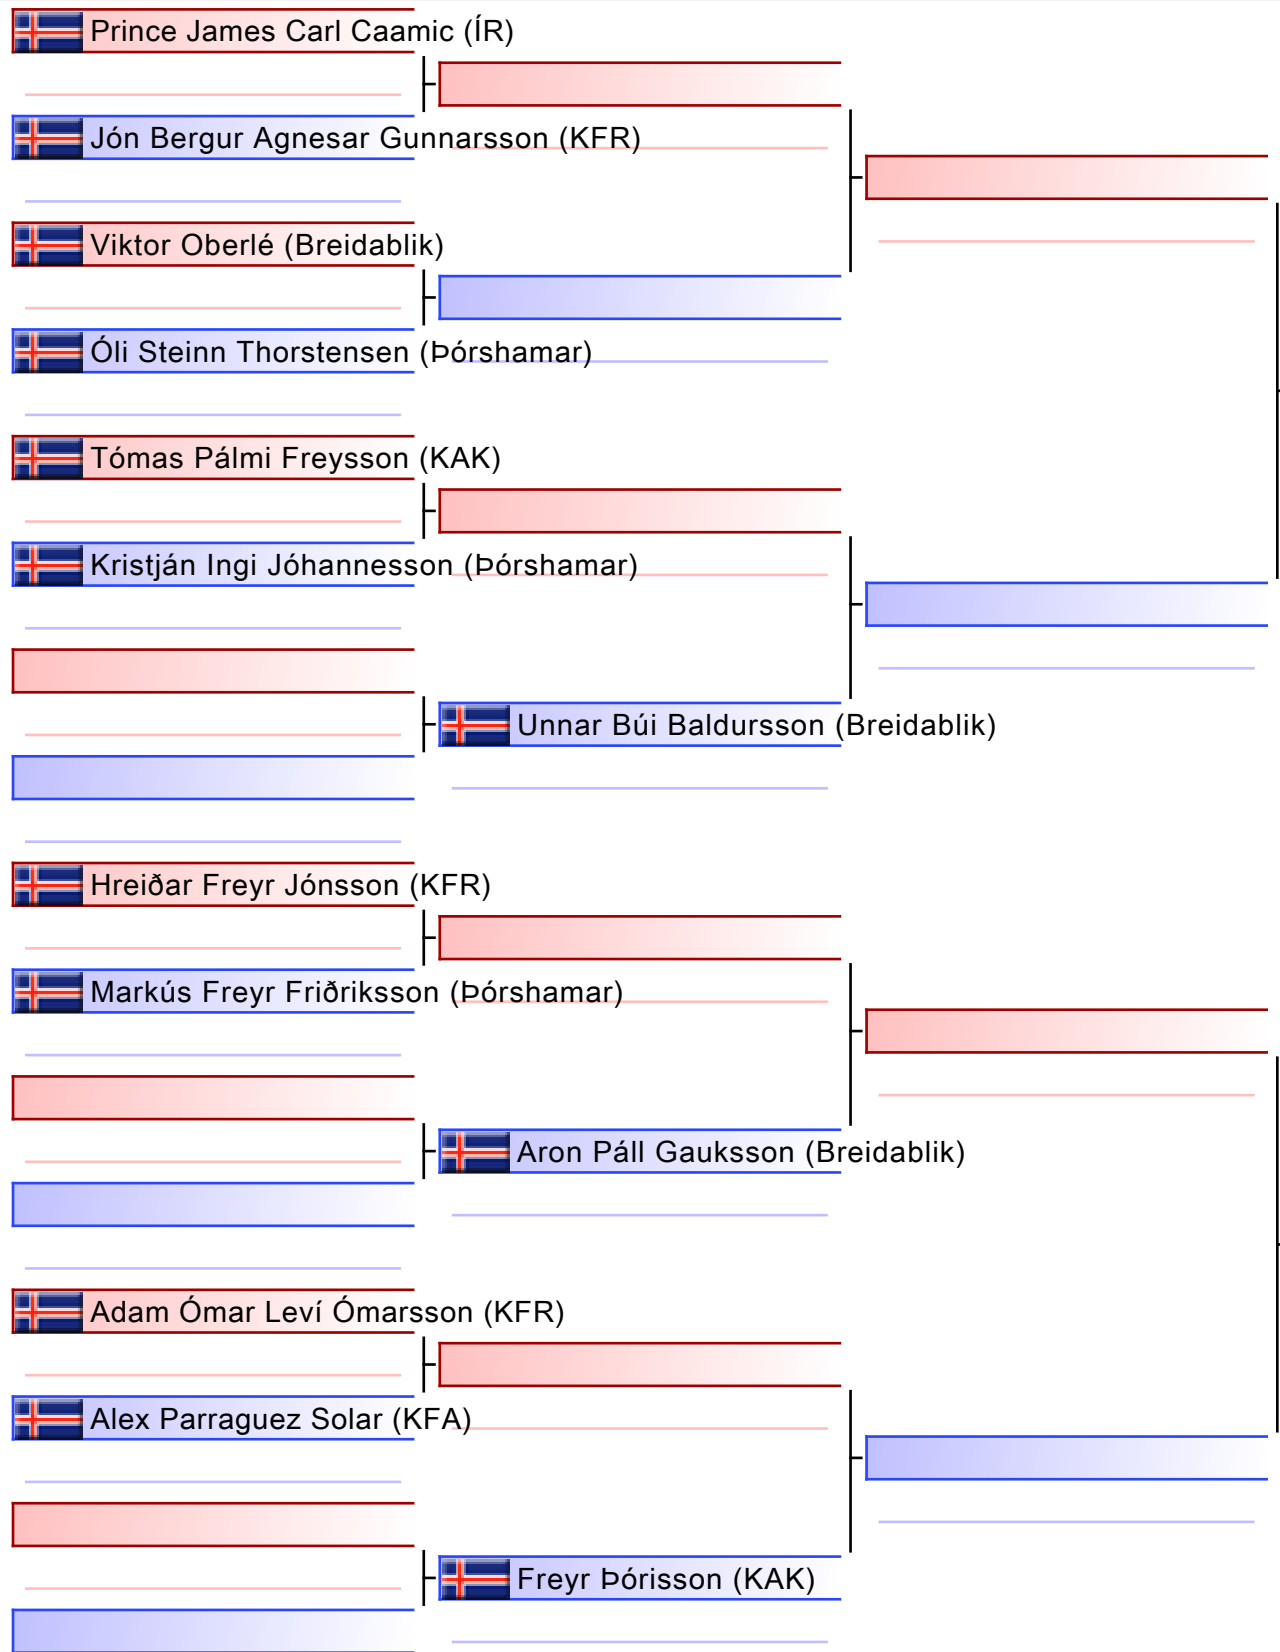 Prince James Carl Caamic (ÍR)
Jón Bergur Agnesar Gunnarsson (KFR)
Viktor Oberlé (Breidablik)
Óli Steinn Thorstensen (Þórshamar)
Tómas Pálmi Freysson (KAK)
Kristján Ingi Jóhannesson (Þórshamar)
Unnar Búi Baldursson (Breidablik)
Hreiðar Freyr Jónsson (KFR)
Markús Freyr Friðriksson (Þórshamar)
Aron Páll Gauksson (Breidablik)
Adam Ómar Leví Ómarsson (KFR)
Alex Parraguez Solar (KFA)
Freyr Þórisson (KAK)